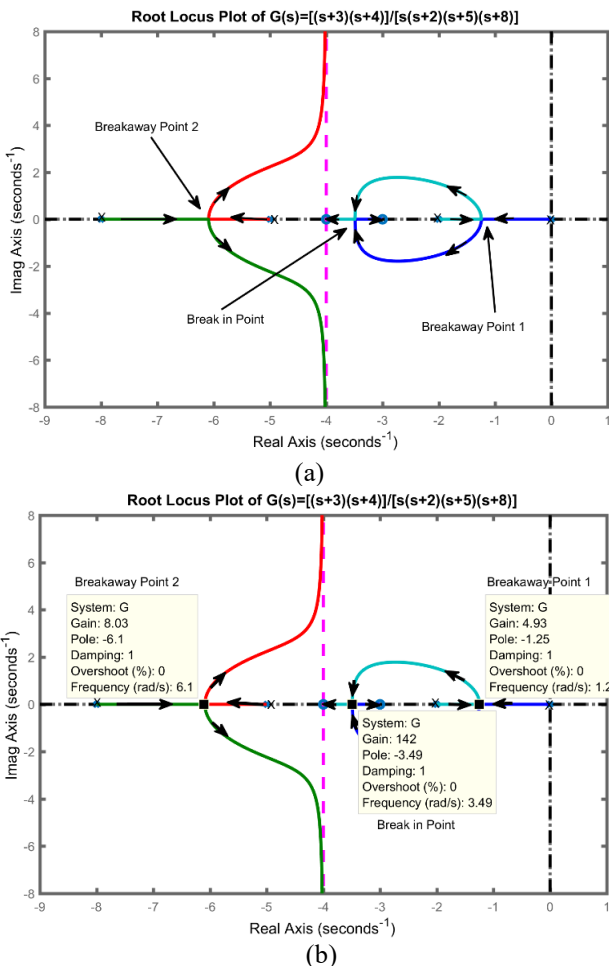 Root Locus Plot of G(s)=[(s+3)(s+4)]/[s(s+2)(s+5)(s+8)]
8
6
4
2
0
-2
-4
-6
-8
Imag Axis (seconds⁻¹)
Breakaway Point 2
Break in Point
Breakaway Point 1
-9 -8 -7 -6 -5 -4 -3 -2 -1 0 1
Real Axis (seconds⁻¹)
(a)
Root Locus Plot of G(s)=[(s+3)(s+4)]/[s(s+2)(s+5)(s+8)]
8
6
4
2
0
-2
-4
-6
-8
Imag Axis (seconds⁻¹)
Breakaway Point 2
System: G
Gain: 8.03
Pole: -6.1
Damping: 1
Overshoot (%): 0
Frequency (rad/s): 6.1
Breakaway Point 1
System: G
Gain: 4.93
Pole: -1.25
Damping: 1
Overshoot (%): 0
Frequency (rad/s): 1.2
System: G
Gain: 142
Pole: -3.49
Damping: 1
Overshoot (%): 0
Frequency (rad/s): 3.49
Break in Point
-9 -8 -7 -6 -5 -4 -3 -2 -1 0 1
Real Axis (seconds⁻¹)
(b)